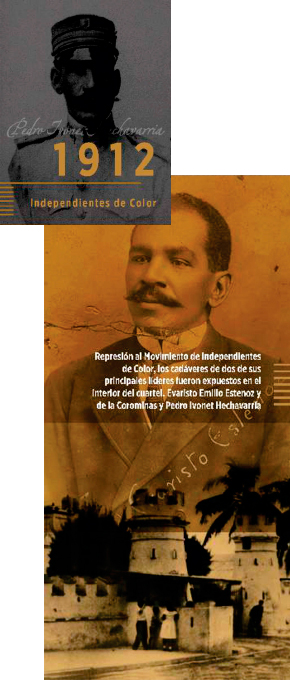 Pedro Ivonet chavarria
1912
Independientes de Color
Represión al Movimiento de Independientes
de Color, los cadáveres de dos de sus
principales líderes fueron expuestos en el
interior del cuartel, Evaristo Emilio Estenoz y
de la Corominas y Pedro Ivonet Hechavarría
Evaristo Esteno